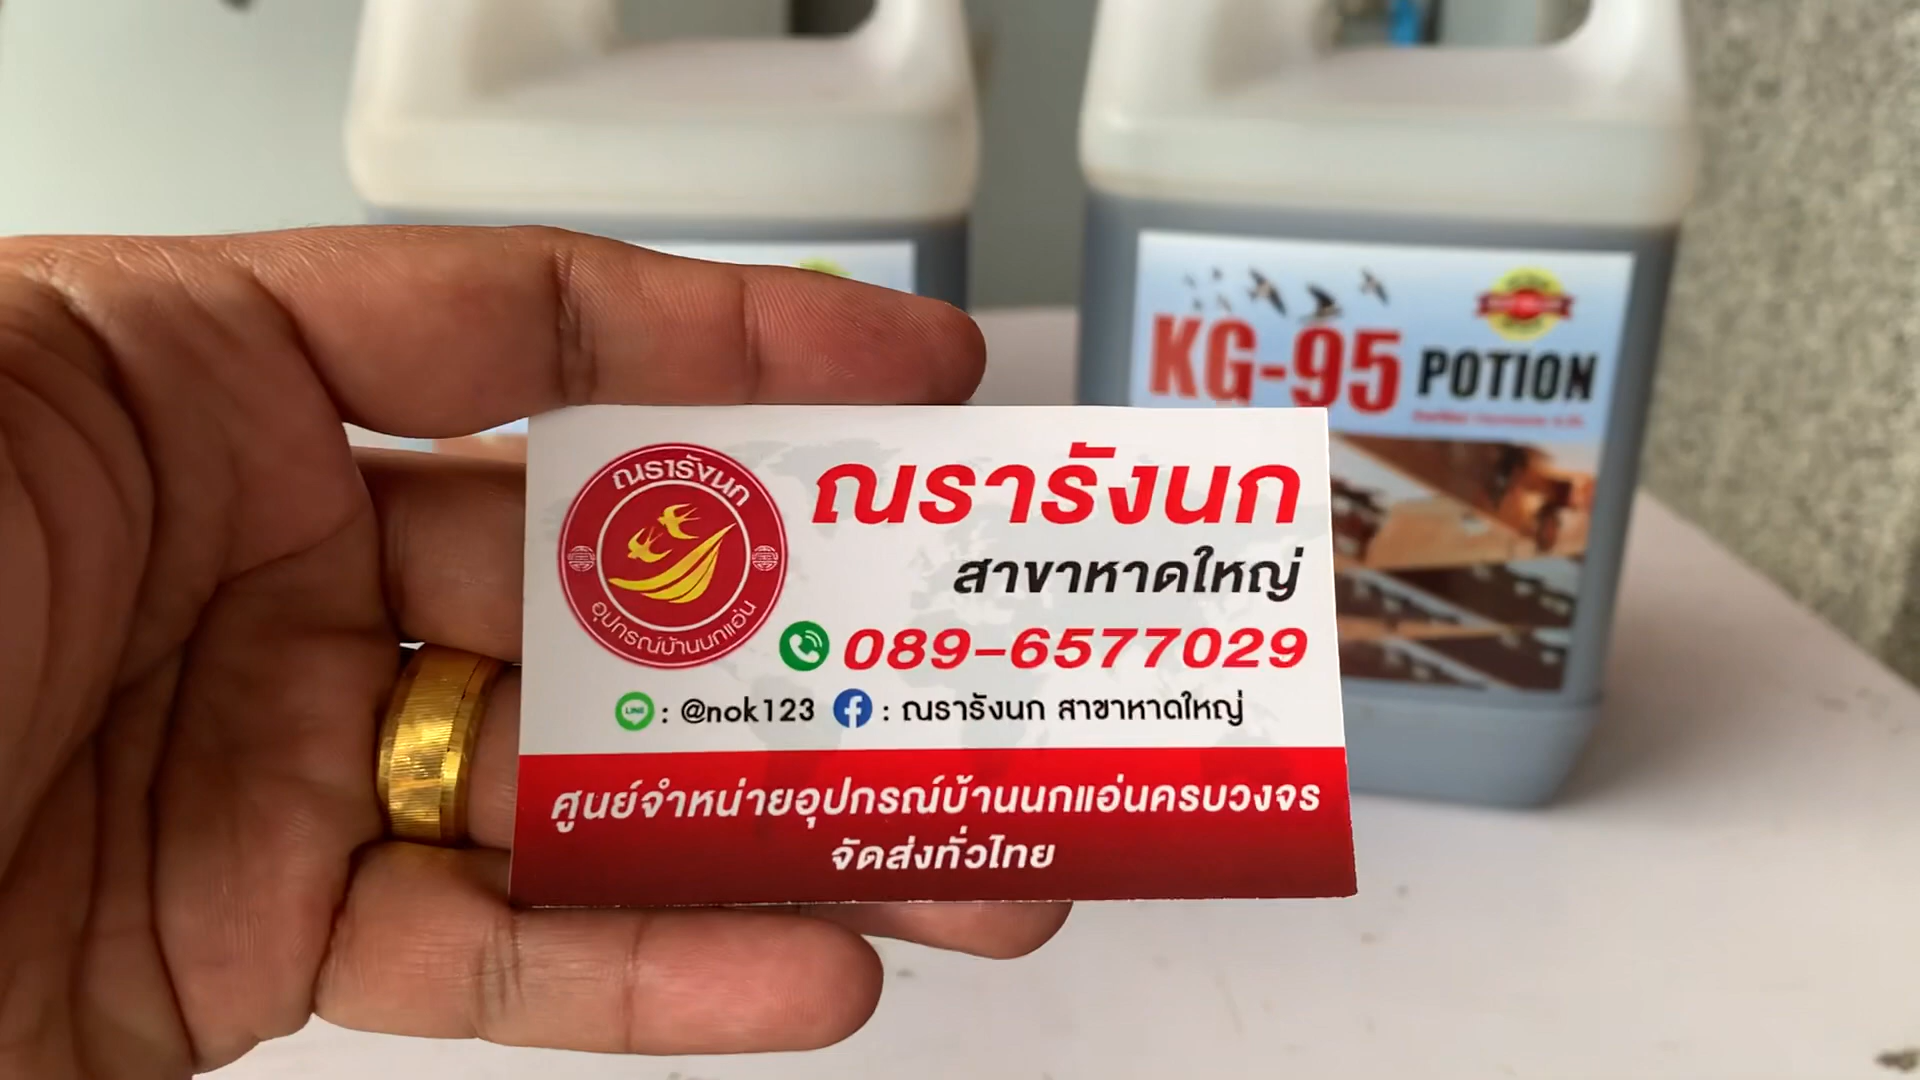 KG-95 POTION
ณรารังนก
อุปกรณ์บ้านนกแอ่น
ณรารังนก
สาขาหาดใหญ่
089-6577029
LINE : @nok123 f : ณรารังนก สาขาหาดใหญ่
ศูนย์จำหน่ายอุปกรณ์บ้านนกแอ่นครบวงจร
จัดส่งทั่วไทย